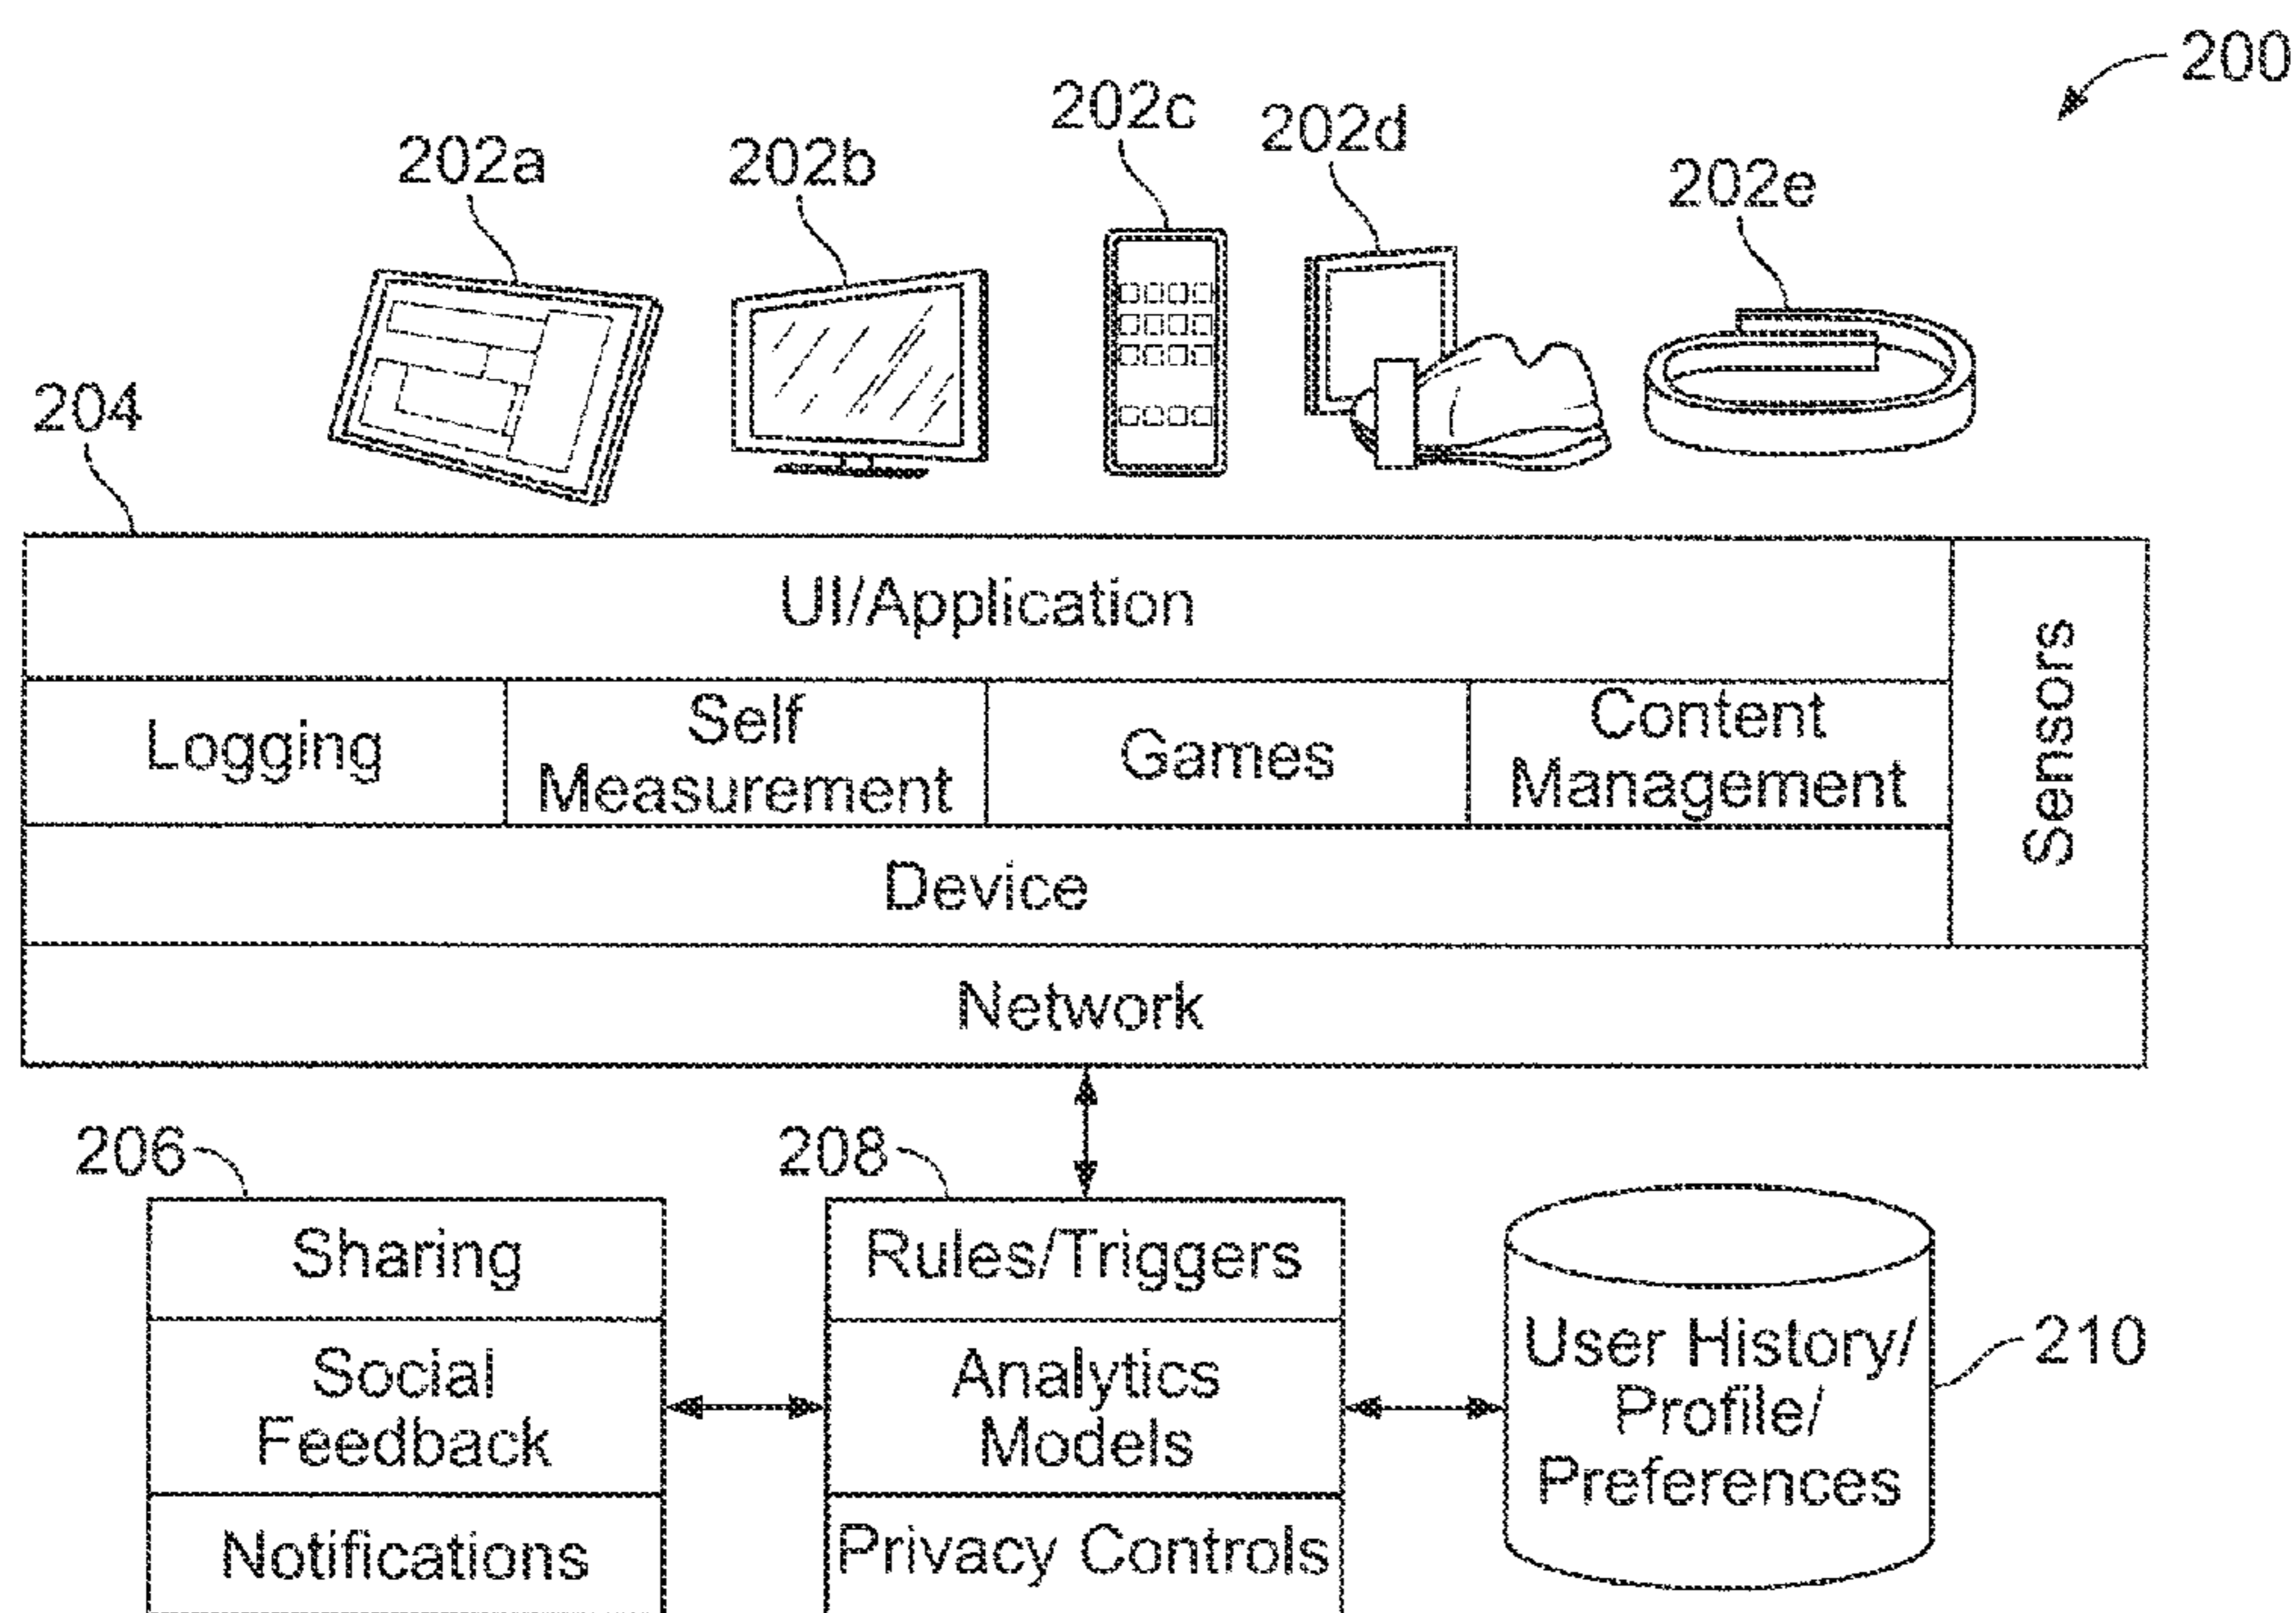 200
202a
202b
202c
202d
202e
204
UI/Application
Logging
Self
Measurement
Games
Content
Management
Sensors
Device
Network
206
208
Sharing
Social
Feedback
Notifications
Rules/Triggers
Analytics
Models
Privacy Controls
User History/
Profile/
Preferences
210